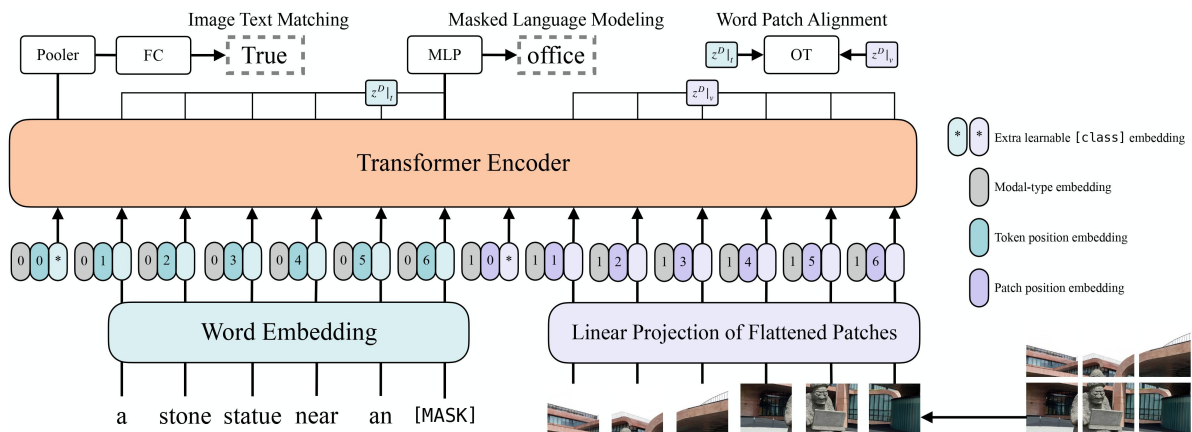 Image Text Matching Masked Language Modeling Word Patch Alignment
Pooler FC True MLP office z^D|_t OT z^D|_v
z^D|_t z^D|_v
Transformer Encoder
* * Extra learnable [class] embedding
Modal-type embedding
Token position embedding
Patch position embedding
0 0 * 0 1 0 2 0 3 0 4 0 5 0 6 1 0 * 1 1 1 2 1 3 1 4 1 5 1 6
Word Embedding Linear Projection of Flattened Patches
a stone statue near an [MASK]